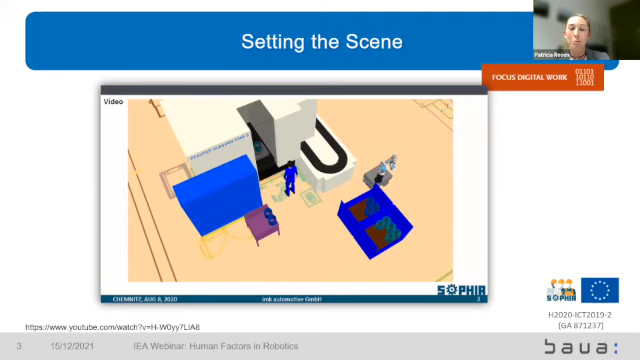 Setting the Scene
Patricia Rosen
FOCUS DIGITAL WORK
01101
10110
11001
Video
SOPHIA
CHEMNITZ, AUG 8, 2020
imk automotive GmbH
3
SOPHIA
H2020-ICT2019-2
(GA 871237)
https://www.youtube.com/watch?v=H-W0yy7LIA8
3
15/12/2021
IEA Webinar: Human Factors in Robotics
baua: